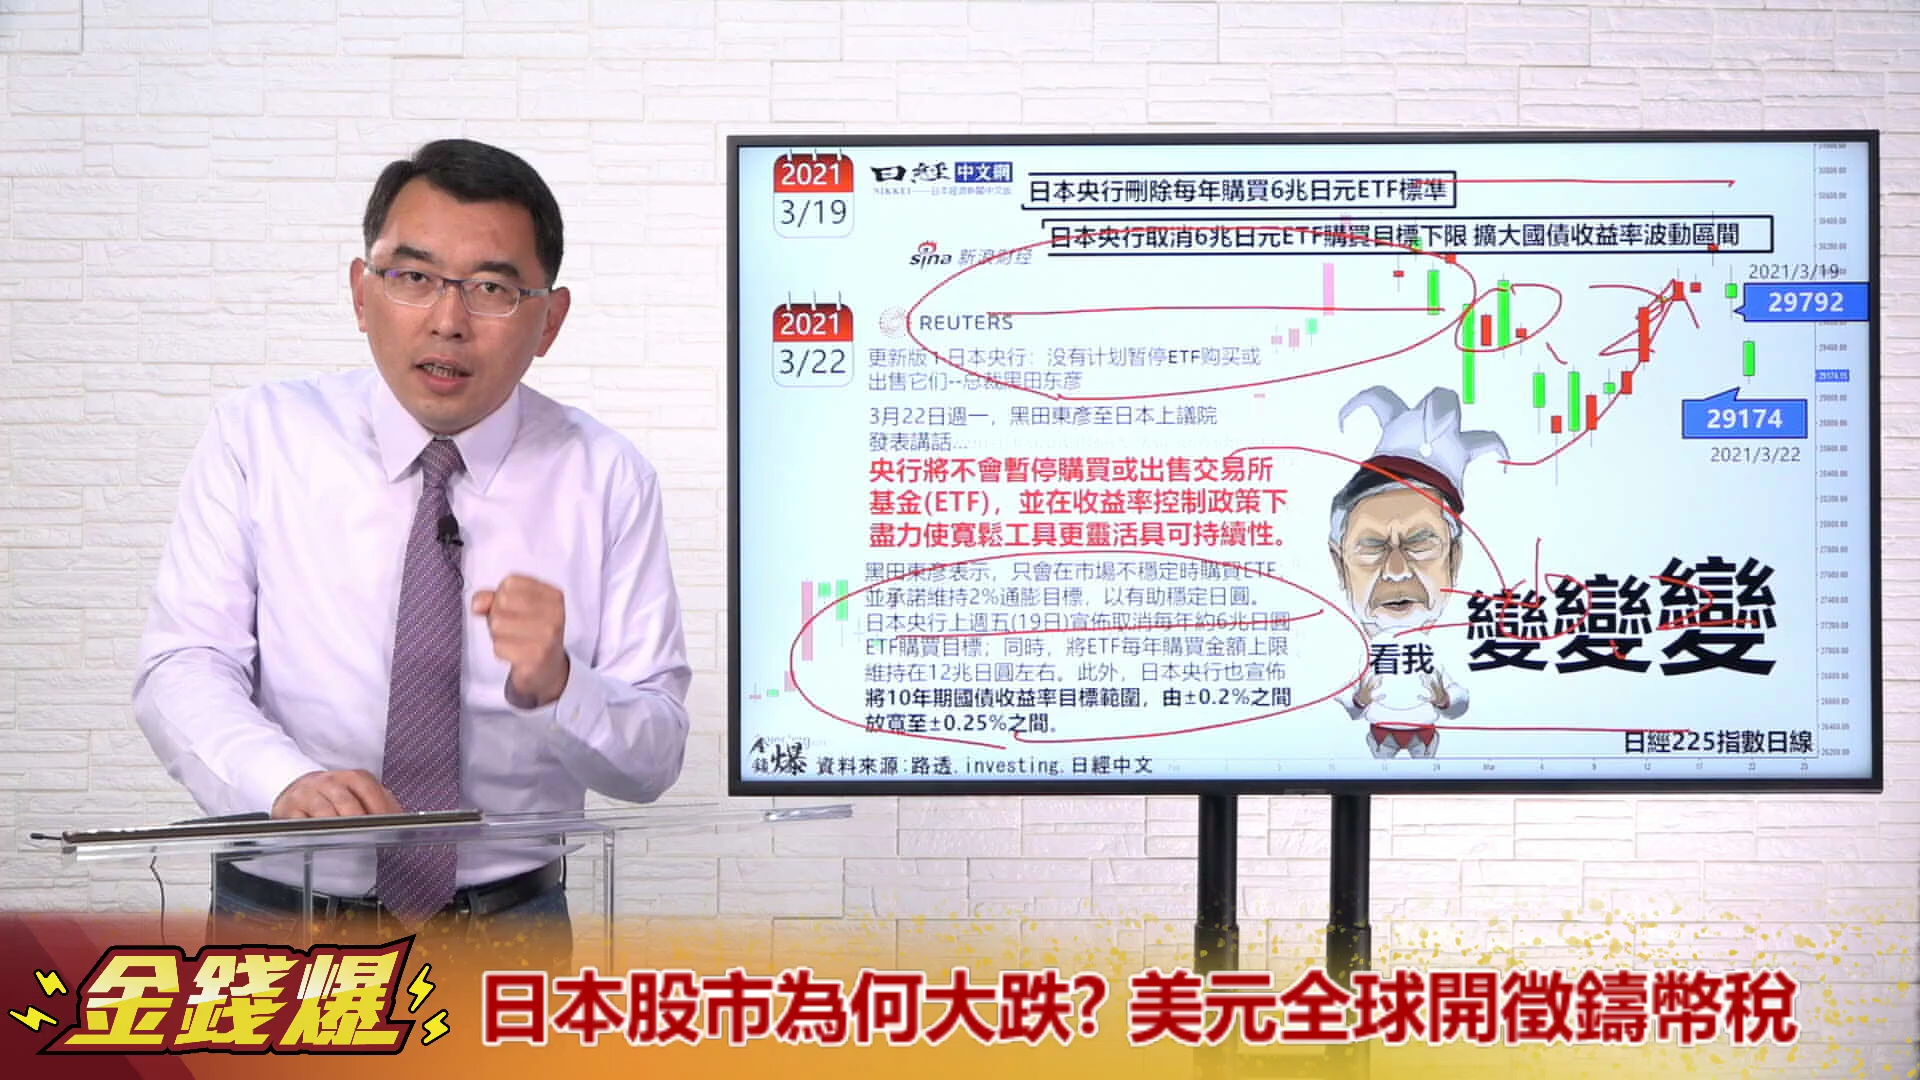 2021
3/19
日經中文網
NIKKEI
日本央行刪除每年購買6兆日元ETF標準
日本央行取消6兆日元ETF購買目標下限 擴大國債收益率波動區間
sina 新浪财经
2021/3/19
29792
2021
3/22
REUTERS
更新版 1-日本央行：没有计划暂停ETF购买或
出售它们--总裁黑田东彦
3月22日週一，黑田東彥至日本上議院
發表講話...
央行將不會暫停購買或出售交易所
基金(ETF)，並在收益率控制政策下
盡力使寬鬆工具更靈活具可持續性。
29174
2021/3/22
黑田東彥表示，只會在市場不穩定時購買ETF，
並承諾維持2%通膨目標，以有助穩定日圓。
日本央行上週五(19日)宣佈取消每年約6兆日圓
ETF購買目標；同時，將ETF每年購買金額上限
維持在12兆日圓左右。此外，日本央行也宣佈
將10年期國債收益率目標範圍，由±0.2%之間
放寬至±0.25%之間。
看我
變變變
日經225指數日線
金錢爆 資料來源:路透.investing.日經中文
金錢爆
日本股市為何大跌? 美元全球開徵鑄幣稅